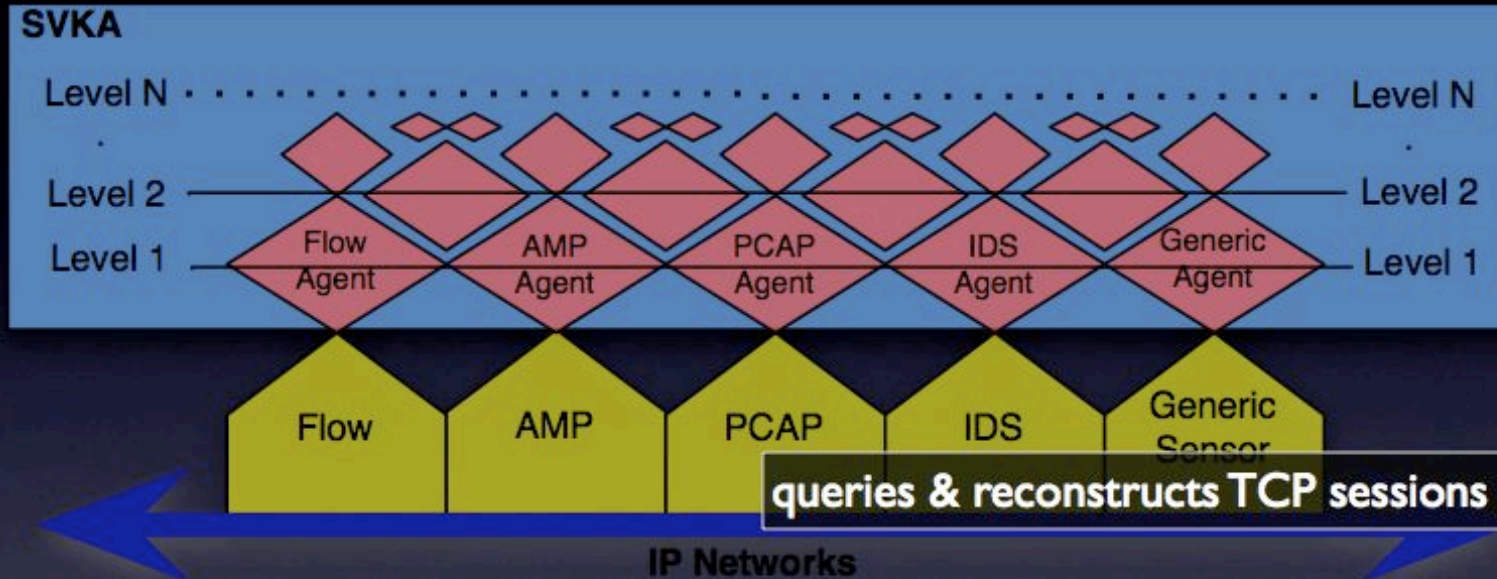 SVKA
Level N
Level N
Level 2
Level 2
Level 1
Level 1
Flow
Agent
AMP
Agent
PCAP
Agent
IDS
Agent
Generic
Agent
Flow
AMP
PCAP
IDS
Generic
Sensor
queries & reconstructs TCP sessions
IP Networks